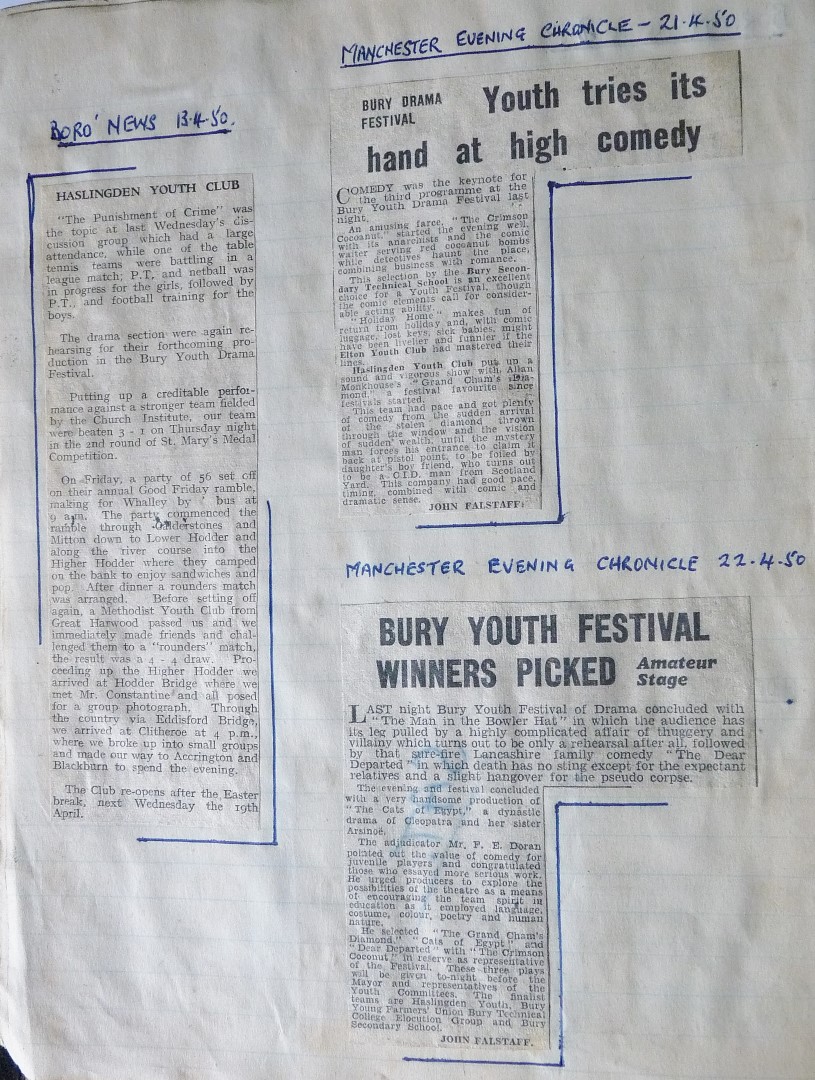 BORO' NEWS 13·4·50.
HASLINGDEN YOUTH CLUB
"The Punishment of Crime" was
the topic at last Wednesday's dis-
cussion group which had a large
attendance, while one of the table
tennis teams were battling in a
league match; P.T. and netball was
in progress for the girls, followed by
P.T., and football training for the
boys.
The drama section were again re-
hearsing for their forthcoming pro-
duction in the Bury Youth Drama
Festival.
Putting up a creditable perfor-
mance against a stronger team fielded
by the Church Institute, our team
were beaten 3 - 1 on Thursday night
in the 2nd round of St. Mary's Medal
Competition.
On Friday, a party of 56 set off
on their annual Good Friday ramble,
making for Whalley by ' bus at
9 a.m. The party commenced the
ramble through Calderstones and
Mitton down to Lower Hodder and
along the river course into the
Higher Hodder where they camped
on the bank to enjoy sandwiches and
pop. After dinner a rounders match
was arranged. Before setting off
again, a Methodist Youth Club from
Great Harwood passed us and we
immediately made friends and chal-
lenged them to a "rounders" match,
the result was a 4 - 4 draw. Pro-
ceeding up the Higher Hodder we
arrived at Hodder Bridge where we
met Mr. Constantine and all posed
for a group photograph. Through
the country via Eddisford Bridge,
we arrived at Clitheroe at 4 p.m.,
where we broke up into small groups
and made our way to Accrington and
Blackburn to spend the evening.
The Club re-opens after the Easter
break, next Wednesday the 19th
April.
MANCHESTER EVENING CHRONICLE - 21·4·50
BURY DRAMA
FESTIVAL
Youth tries its
hand at high comedy
COMEDY was the keynote for
the third programme at the
Bury Youth Drama Festival last
night.
An amusing farce, "The Crimson
Cocoanut," started the evening well,
with its anarchists and the comic
waiter serving red cocoanut bombs
while detectives haunt the place,
combining business with romance.
This selection by the Bury Secon-
dary Technical School is an excellent
choice for a Youth Festival, though
the comic elements call for consider-
able acting ability.
"Holiday Home" makes fun of
return from holiday and, with comic
luggage, lost keys, sick babies, might
have been livelier and funnier if the
Elton Youth Club had mastered their
lines.
Haslingden Youth Club put up a
sound and vigorous show with Allan
Monkhouse's "Grand Cham's Dia-
mond," a festival favourite since
festivals started.
This team had pace and got plenty
of comedy from the sudden arrival
of the stolen diamond thrown
through the window and the vision
of sudden wealth, until the mystery
man forces his entrance to claim it
back at pistol point, to be foiled by
daughter's boy friend, who turns out
to be a C.I.D. man from Scotland
Yard. This company had good pace,
timing, combined with comic and
dramatic sense.
JOHN FALSTAFF.
MANCHESTER EVENING CHRONICLE 22·4·50
BURY YOUTH FESTIVAL
WINNERS PICKED
Amateur
Stage
LAST night Bury Youth Festival of Drama concluded with
"The Man in the Bowler Hat" in which the audience has
its leg pulled by a highly complicated affair of thuggery and
villainy which turns out to be only a rehearsal after all, followed
by that sure-fire Lancashire family comedy "The Dear
Departed" in which death has no sting except for the expectant
relatives and a slight hangover for the pseudo corpse.
The evening and festival concluded
with a very handsome production of
"The Cats of Egypt," a dynastic
drama of Cleopatra and her sister
Arsinoë.
The adjudicator Mr. F. E. Doran
pointed out the value of comedy for
juvenile players and congratulated
those who essayed more serious work.
He urged producers to explore the
possibilities of the theatre as a means
of encouraging the team spirit in
education as it employed language,
costume, colour, poetry and human
nature.
He selected "The Grand Cham's
Diamond," "Cats of Egypt" and
"Dear Departed" with "The Crimson
Coconut" in reserve as representative
of the Festival. These three plays
will be given to-night before the
Mayor and representatives of the
Youth Committees. The finalist
teams are Haslingden Youth, Bury
Young Farmers' Union Bury Technical
College Elocution Group and Bury
Secondary School.
JOHN FALSTAFF.